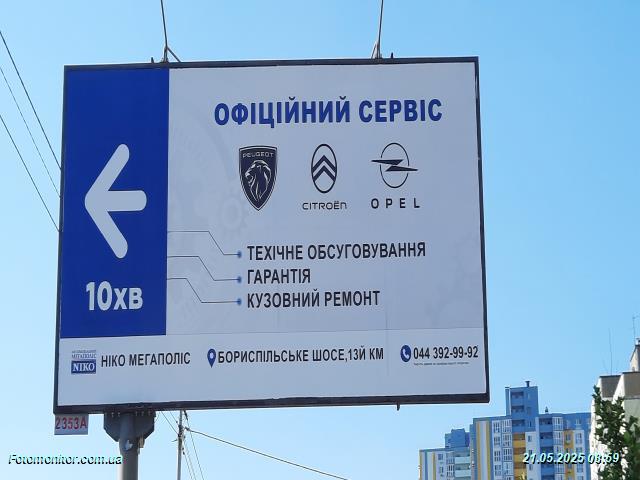 ОФІЦІЙНИЙ СЕРВІС
PEUGEOT
CITROËN
OPEL
ТЕХІЧНЕ ОБСУГОВУВАННЯ
ГАРАНТІЯ
КУЗОВНИЙ РЕМОНТ
10хв
МЕГАПОЛІС
NIKO
НІКО МЕГАПОЛІС
БОРИСПІЛЬСЬКЕ ШОСЕ,13Й КМ
044 392-99-92
2353A
Fotomonitor.com.ua
21.05.2025 08:59